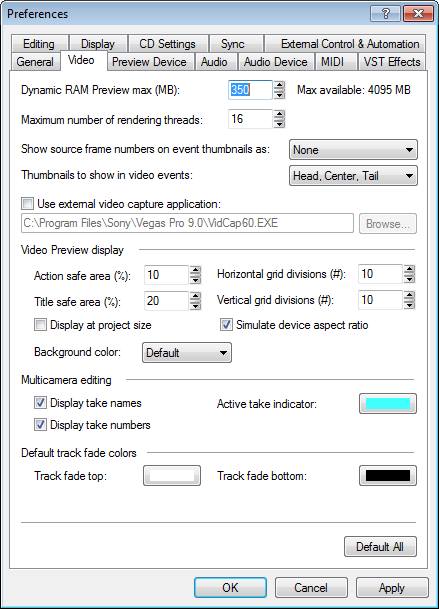 Preferences
Editing Display CD Settings Sync External Control & Automation
General Video Preview Device Audio Audio Device MIDI VST Effects
Dynamic RAM Preview max (MB): 350 Max available: 4095 MB
Maximum number of rendering threads: 16
Show source frame numbers on event thumbnails as: None
Thumbnails to show in video events: Head, Center, Tail
Use external video capture application:
C:\Program Files\Sony\Vegas Pro 9.0\VidCap60.EXE Browse...
Video Preview display
Action safe area (%): 10 Horizontal grid divisions (#): 10
Title safe area (%): 20 Vertical grid divisions (#): 10
Display at project size Simulate device aspect ratio
Background color: Default
Multicamera editing
Display take names Active take indicator:
Display take numbers
Default track fade colors
Track fade top: Track fade bottom:
Default All
OK Cancel Apply